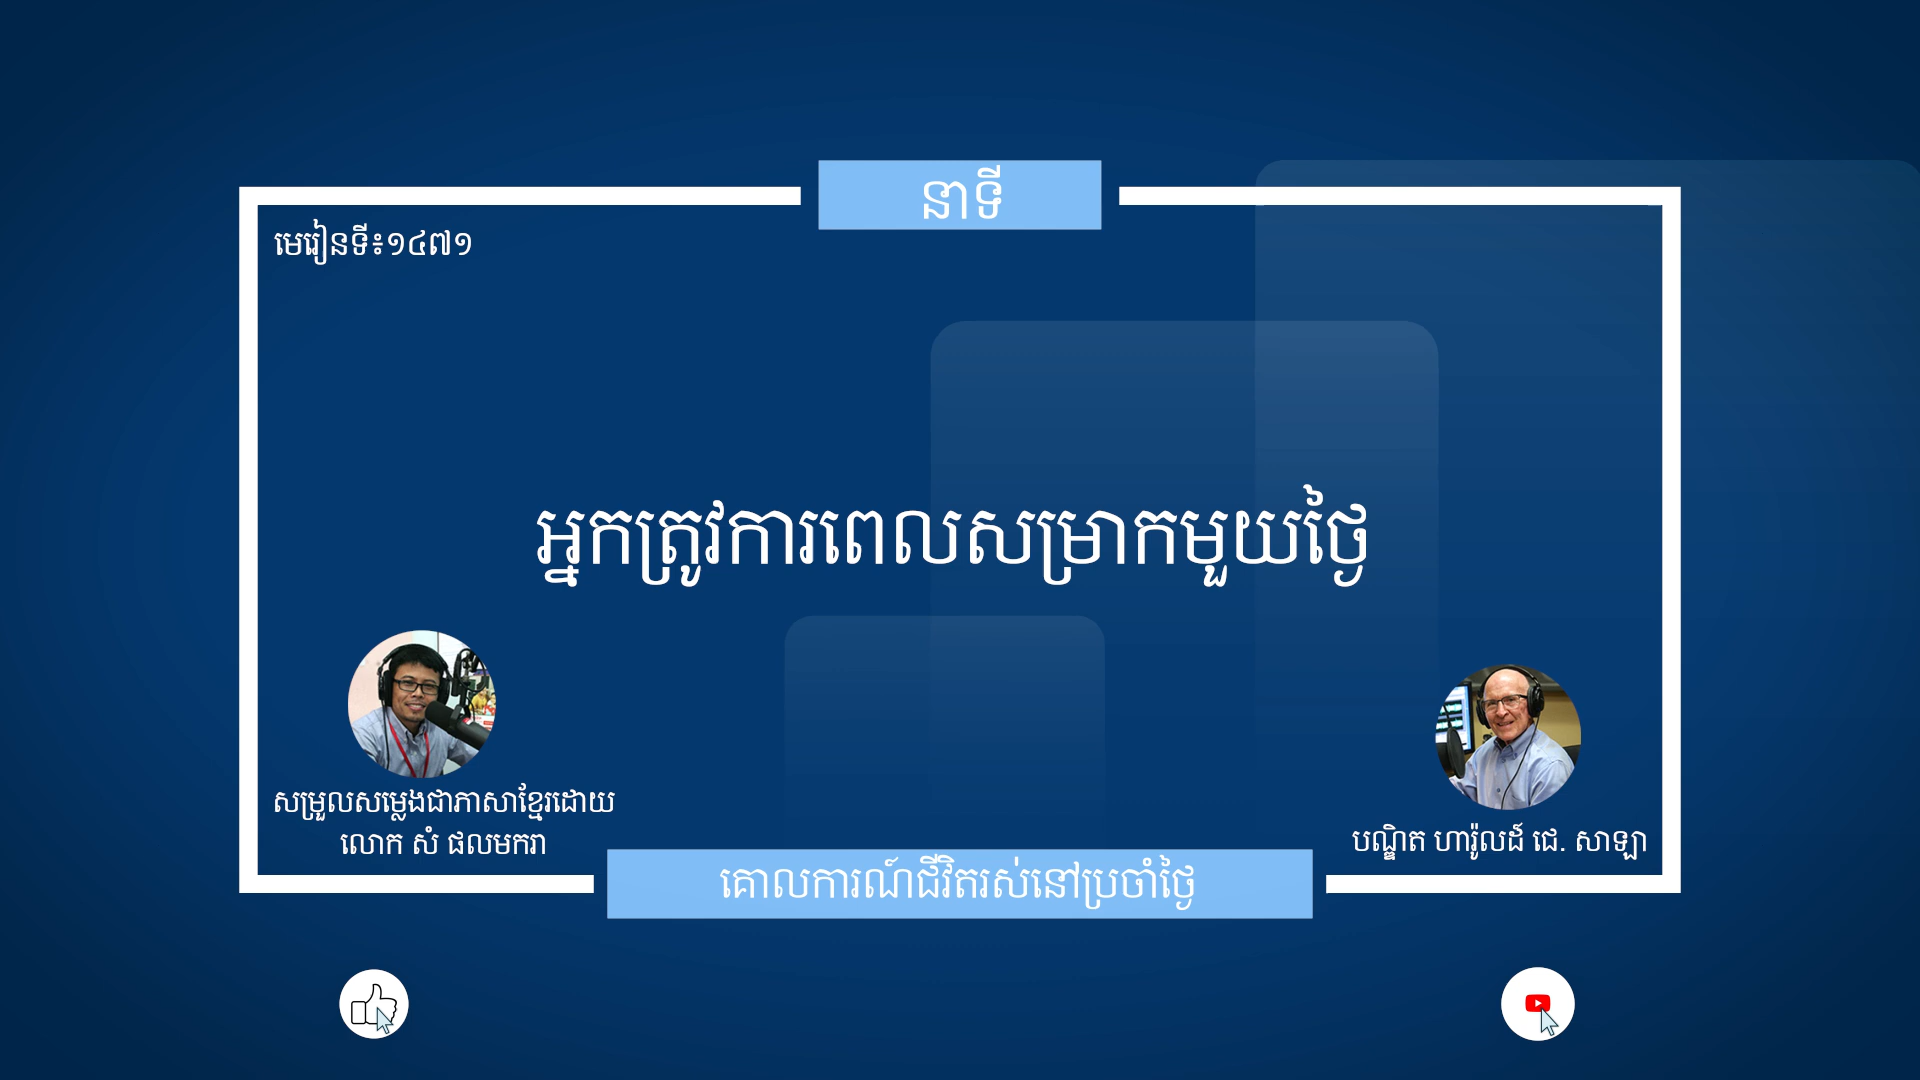 នាទី
មេរៀនទី៖១៤៧១
អ្នកត្រូវការពេលសម្រាកមួយថ្ងៃ
សម្រួលសម្លេងជាភាសាខ្មែរដោយ
លោក សំ ផលមករា
បណ្ឌិត ហារ៉ូលដ៍ ជេ. សាឡា
គោលការណ៍ជីវិតរស់នៅប្រចាំថ្ងៃ